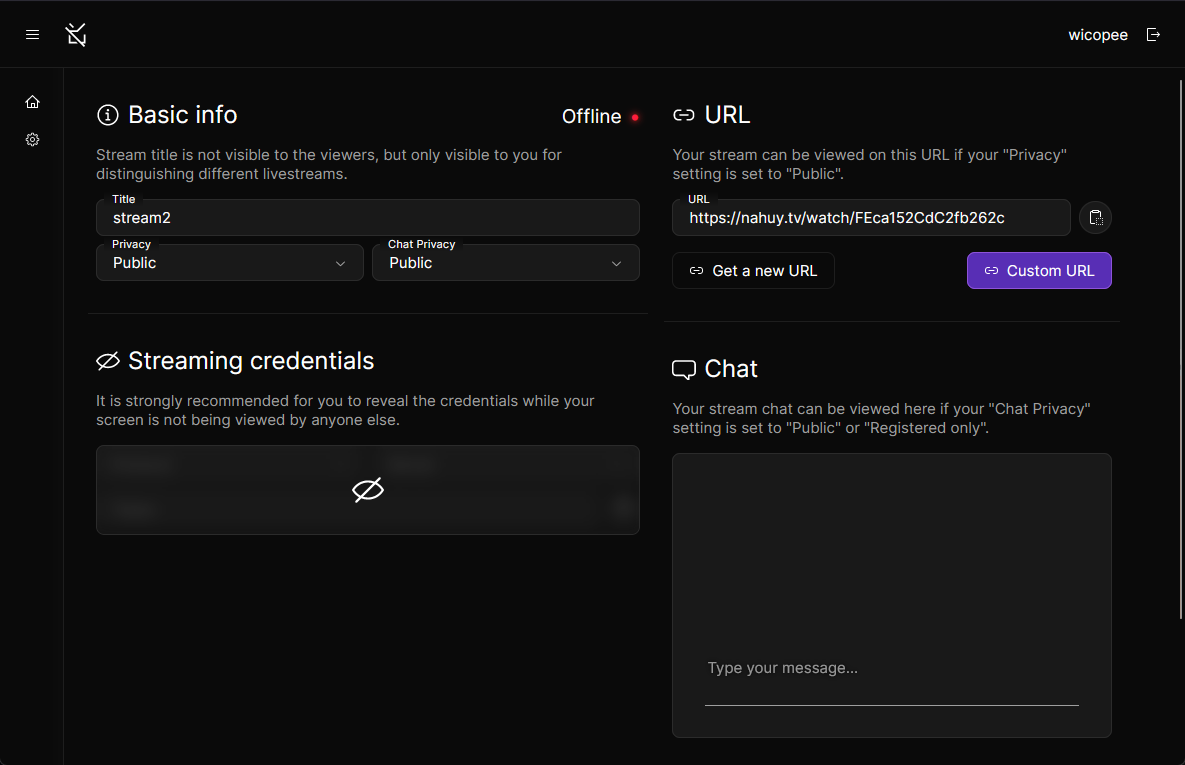 wicopee
Basic info
Offline
Stream title is not visible to the viewers, but only visible to you for
distinguishing different livestreams.
Title
stream2
Privacy
Public
Chat Privacy
Public
Streaming credentials
It is strongly recommended for you to reveal the credentials while your
screen is not being viewed by anyone else.
URL
Your stream can be viewed on this URL if your "Privacy"
setting is set to "Public".
URL
https://nahuy.tv/watch/FEca152CdC2fb262c
Get a new URL
Custom URL
Chat
Your stream chat can be viewed here if your "Chat Privacy"
setting is set to "Public" or "Registered only".
Type your message...